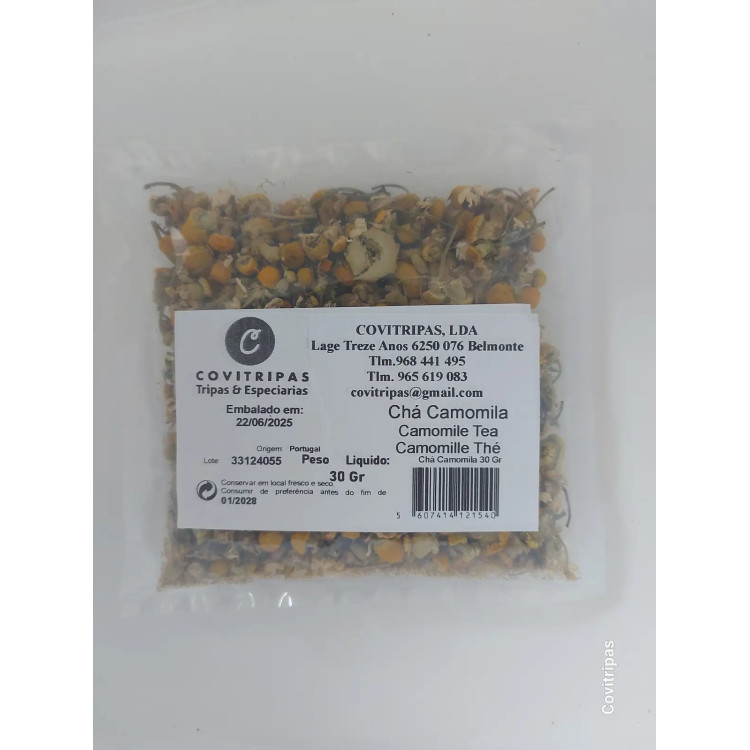 C
COVITRIPAS
Tripas & Especiarias
COVITRIPAS, LDA
Lage Treze Anos 6250 076 Belmonte
Tlm.968 441 495
Tlm. 965 619 083
covitripas@gmail.com
Embalado em:
22/06/2025
Chá Camomila
Camomile Tea
Camomille Thé
Origem: Portugal
Lote: 33124055
Peso Liquido:
30 Gr
Chá Camomila 30 Gr
Conservar em local fresco e seco.
Consumir de preferência antes do fim de
01/2028
5 607414 121540
Covitripas